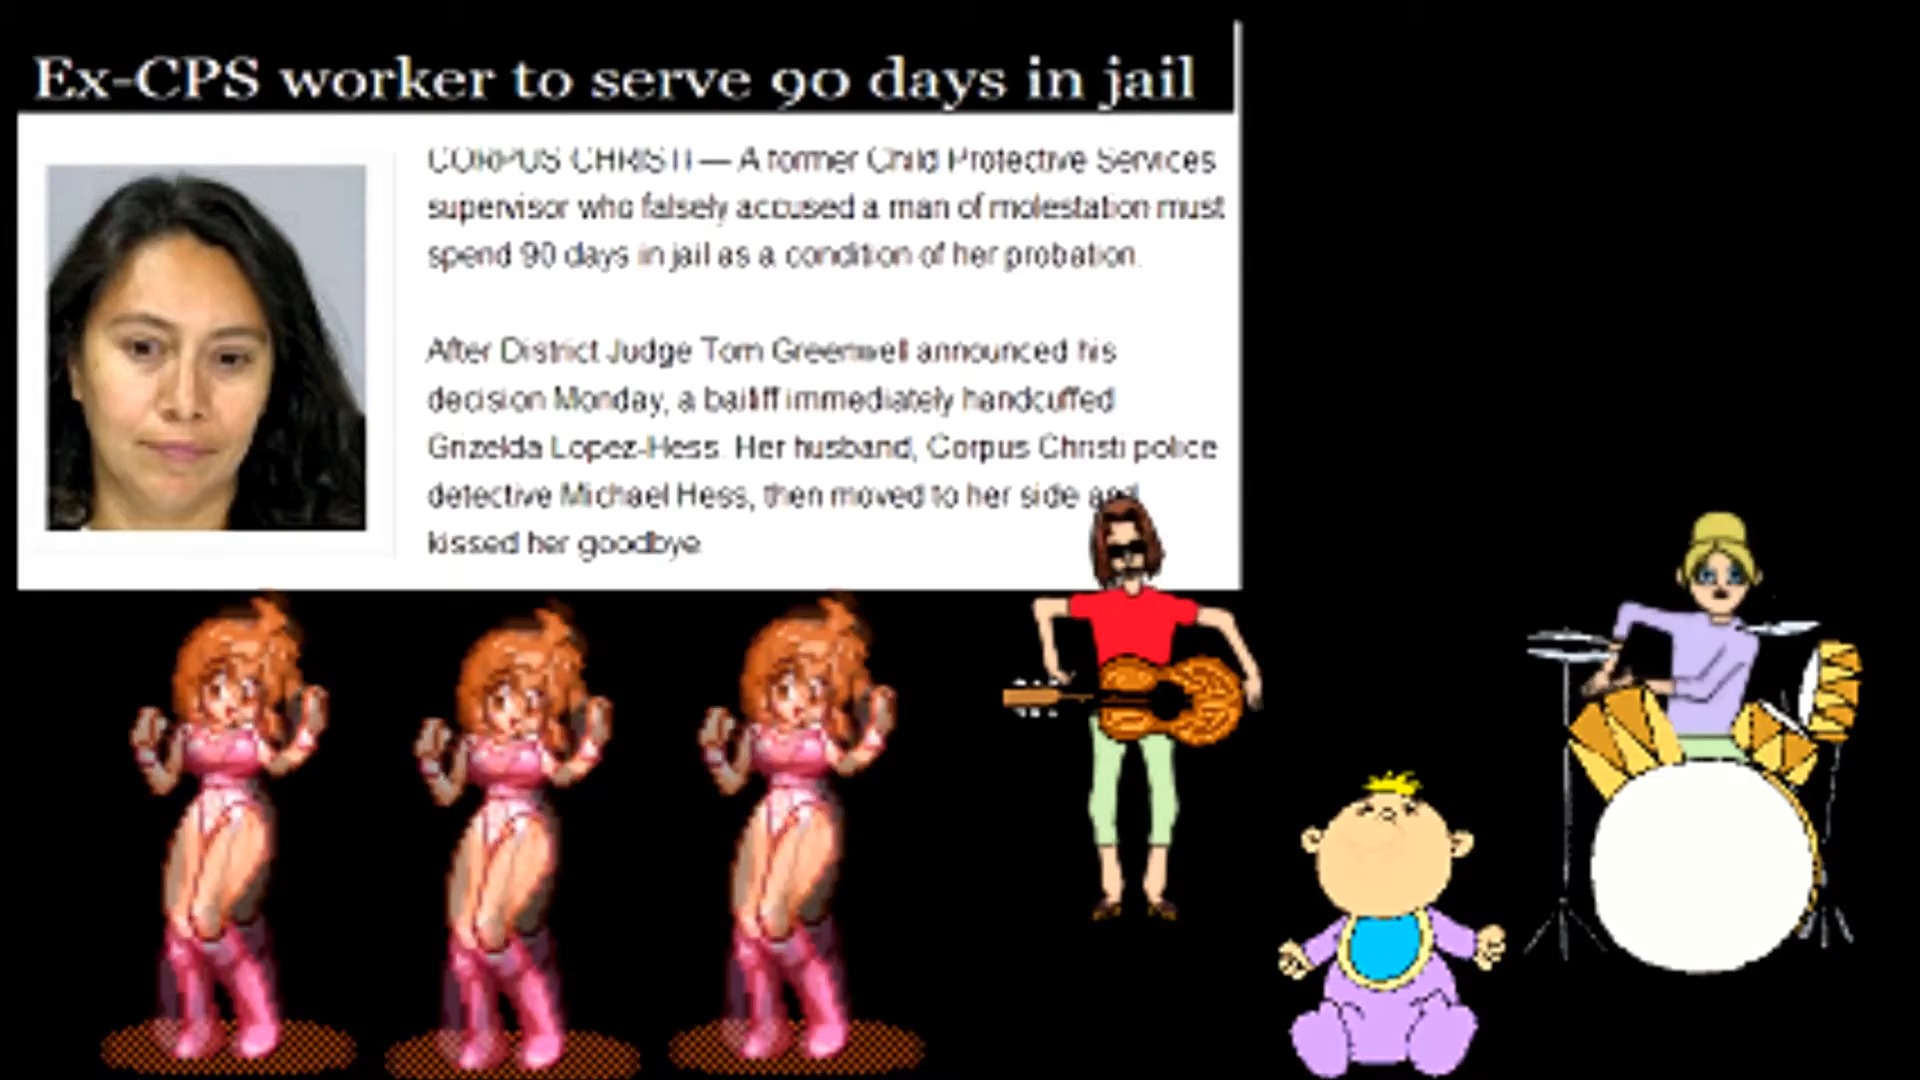 Ex-CPS worker to serve 90 days in jail
CORPUS CHRISTI — A former Child Protective Services
supervisor who falsely accused a man of molestation must
spend 90 days in jail as a condition of her probation.
After District Judge Tom Greenwell announced his
decision Monday, a bailiff immediately handcuffed
Grizelda Lopez-Hess. Her husband, Corpus Christi police
detective Michael Hess, then moved to her side and
kissed her goodbye